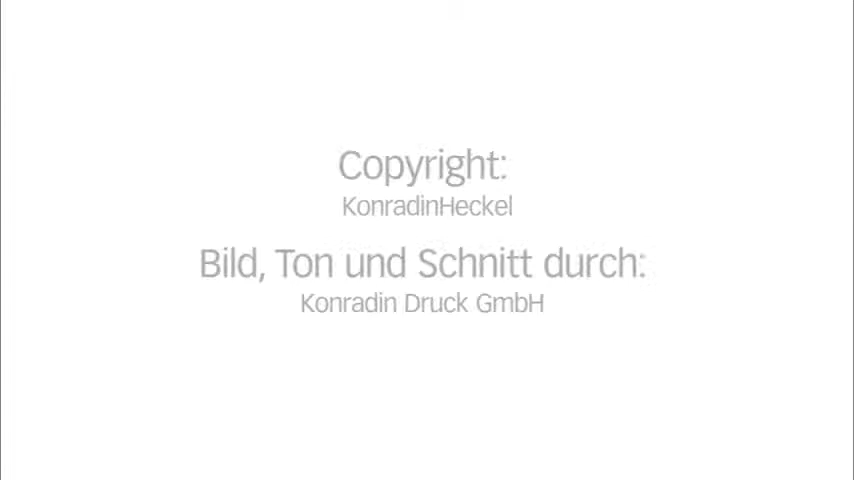 Copyright:
KonradinHeckel
Bild, Ton und Schnitt durch:
Konradin Druck GmbH